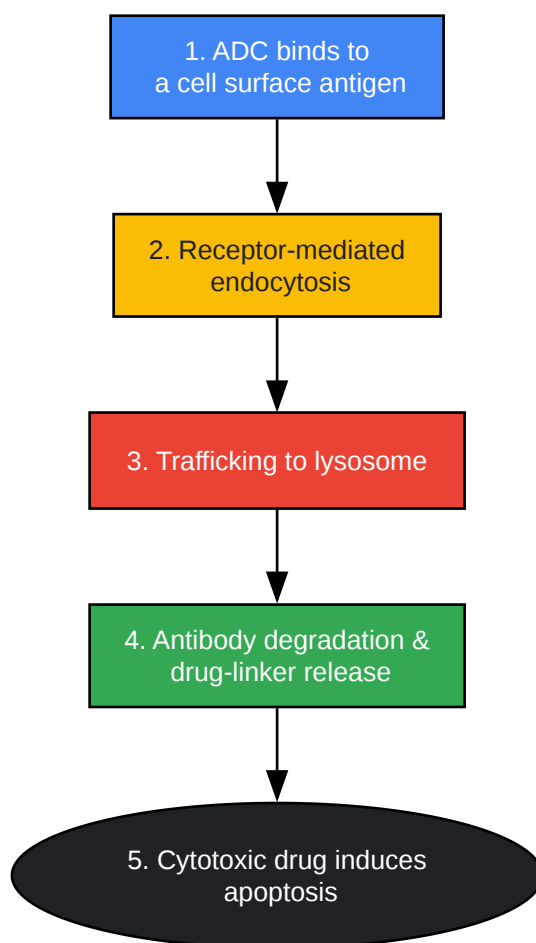 1. ADC binds to
a cell surface antigen
2. Receptor-mediated
endocytosis
3. Trafficking to lysosome
4. Antibody degradation &
drug-linker release
5. Cytotoxic drug induces
apoptosis